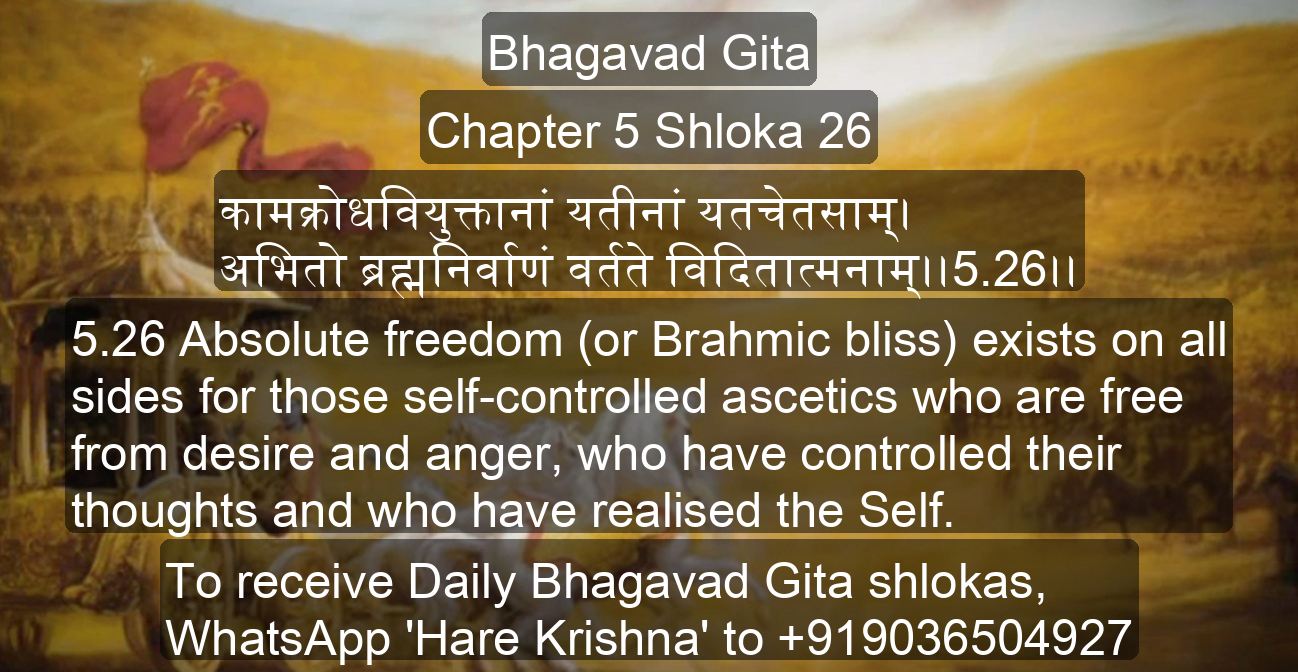 Bhagavad Gita
Chapter 5 Shloka 26
कामक्रोधवियुक्तानां यतीनां यतचेतसाम्।
अभितो ब्रह्मनिर्वाणं वर्तते विदितात्मनाम्।।5.26।।
5.26 Absolute freedom (or Brahmic bliss) exists on all
sides for those self-controlled ascetics who are free
from desire and anger, who have controlled their
thoughts and who have realised the Self.
To receive Daily Bhagavad Gita shlokas,
WhatsApp 'Hare Krishna' to +919036504927